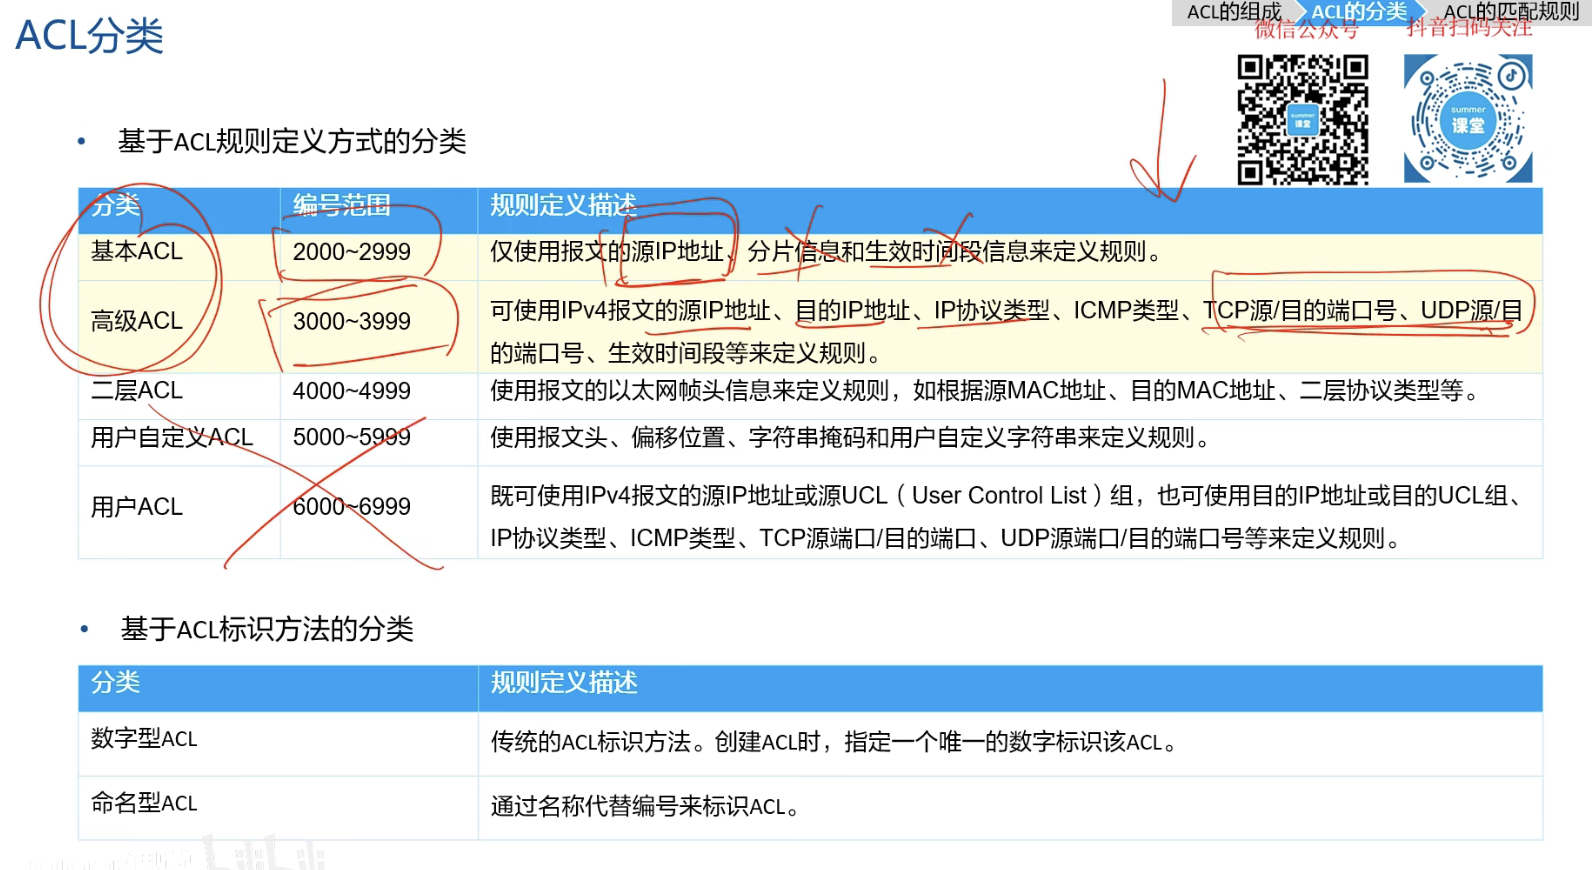 ACL的组成
ACL的分类
ACL的匹配规则
ACL分类
微信公众号
抖音扫码关注
summer
课堂
summer
课堂
• 基于ACL规则定义方式的分类
分类 编号范围 规则定义描述
基本ACL 2000~2999 仅使用报文的源IP地址、分片信息和生效时间段信息来定义规则。
高级ACL 3000~3999 可使用IPv4报文的源IP地址、目的IP地址、IP协议类型、ICMP类型、TCP源/目的端口号、UDP源/目
的端口号、生效时间段等来定义规则。
二层ACL 4000~4999 使用报文的以太网帧头信息来定义规则，如根据源MAC地址、目的MAC地址、二层协议类型等。
用户自定义ACL 5000~5999 使用报文头、偏移位置、字符串掩码和用户自定义字符串来定义规则。
用户ACL 6000~6999 既可使用IPv4报文的源IP地址或源UCL（User Control List）组，也可使用目的IP地址或目的UCL组、
IP协议类型、ICMP类型、TCP源端口/目的端口、UDP源端口/目的端口号等来定义规则。
• 基于ACL标识方法的分类
分类 规则定义描述
数字型ACL 传统的ACL标识方法。创建ACL时，指定一个唯一的数字标识该ACL。
命名型ACL 通过名称代替编号来标识ACL。